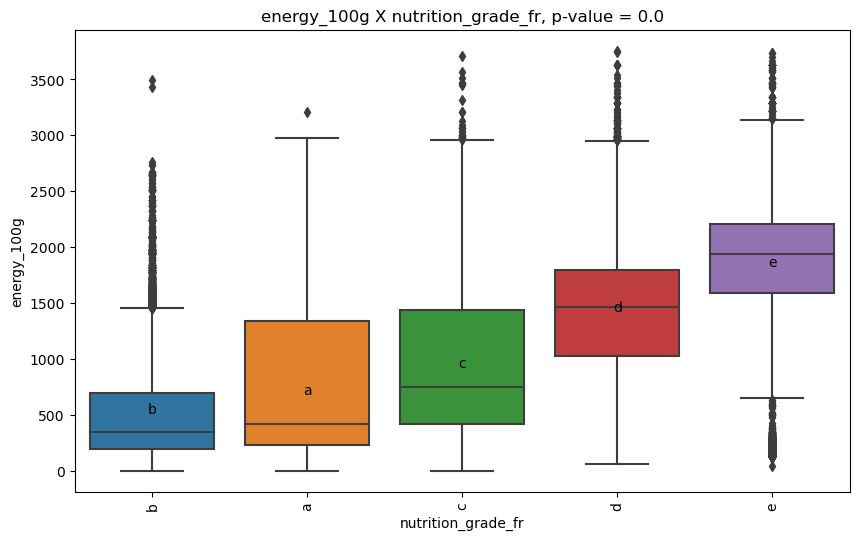 energy_100g X nutrition_grade_fr, p-value = 0.0
energy_100g
3500
3000
2500
2000
1500
1000
500
0
b
a
c
d
e
b
a
c
d
e
nutrition_grade_fr